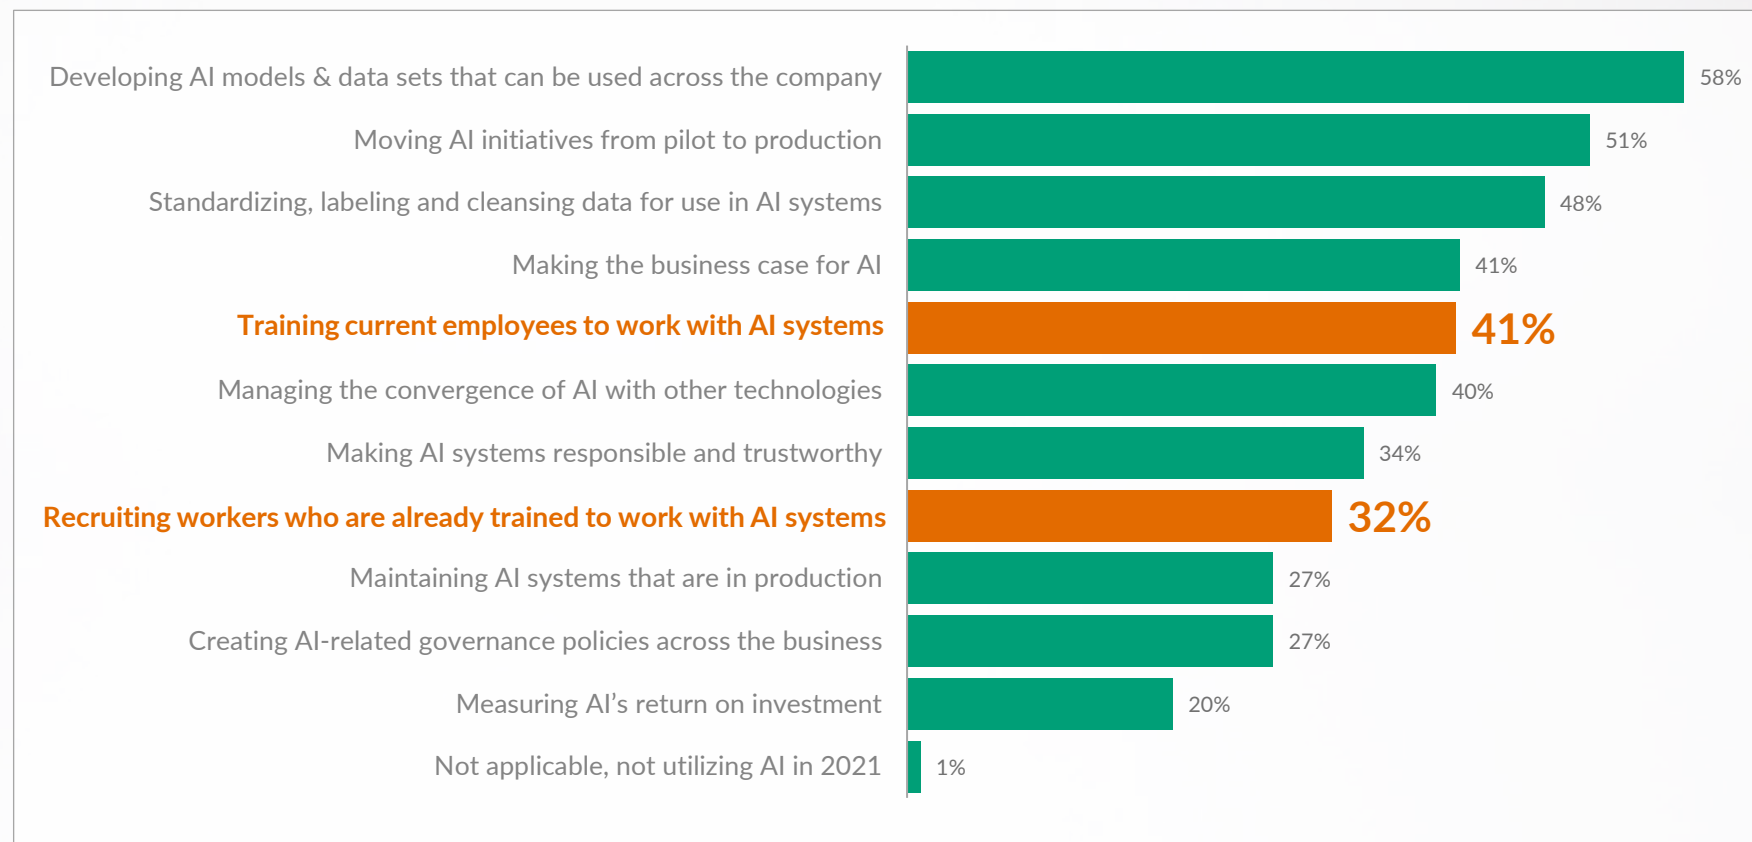 Developing AI models & data sets that can be used across the company 58%
Moving AI initiatives from pilot to production 51%
Standardizing, labeling and cleansing data for use in AI systems 48%
Making the business case for AI 41%
Training current employees to work with AI systems 41%
Managing the convergence of AI with other technologies 40%
Making AI systems responsible and trustworthy 34%
Recruiting workers who are already trained to work with AI systems 32%
Maintaining AI systems that are in production 27%
Creating AI-related governance policies across the business 27%
Measuring AI’s return on investment 20%
Not applicable, not utilizing AI in 2021 1%